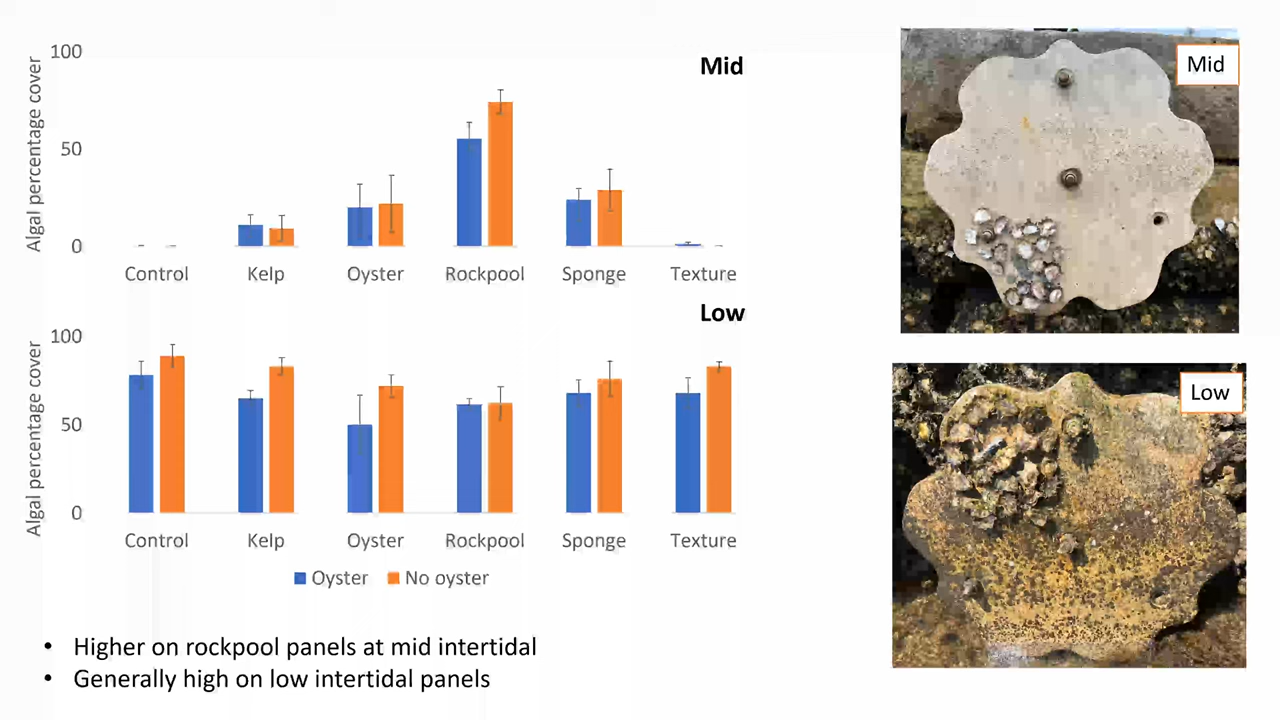 Mid
Algal percentage cover
100
50
0
Control Kelp Oyster Rockpool Sponge Texture
Low
Algal percentage cover
100
50
0
Control Kelp Oyster Rockpool Sponge Texture
Oyster No oyster
• Higher on rockpool panels at mid intertidal
• Generally high on low intertidal panels
Mid
Low